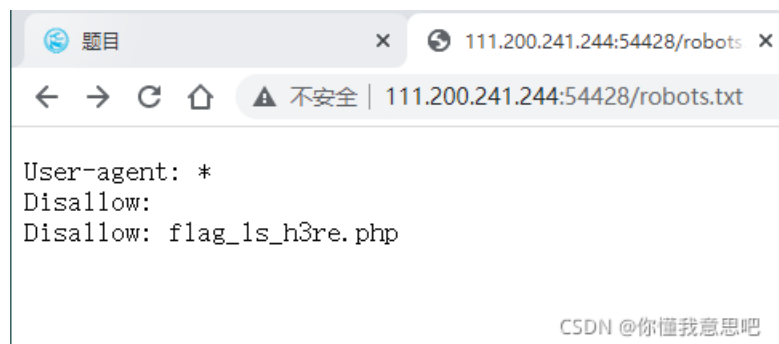 题目
111.200.241.244:54428/robots
不安全 | 111.200.241.244:54428/robots.txt
User-agent: *
Disallow:
Disallow: f1ag_1s_h3re.php
CSDN @你懂我意思吧